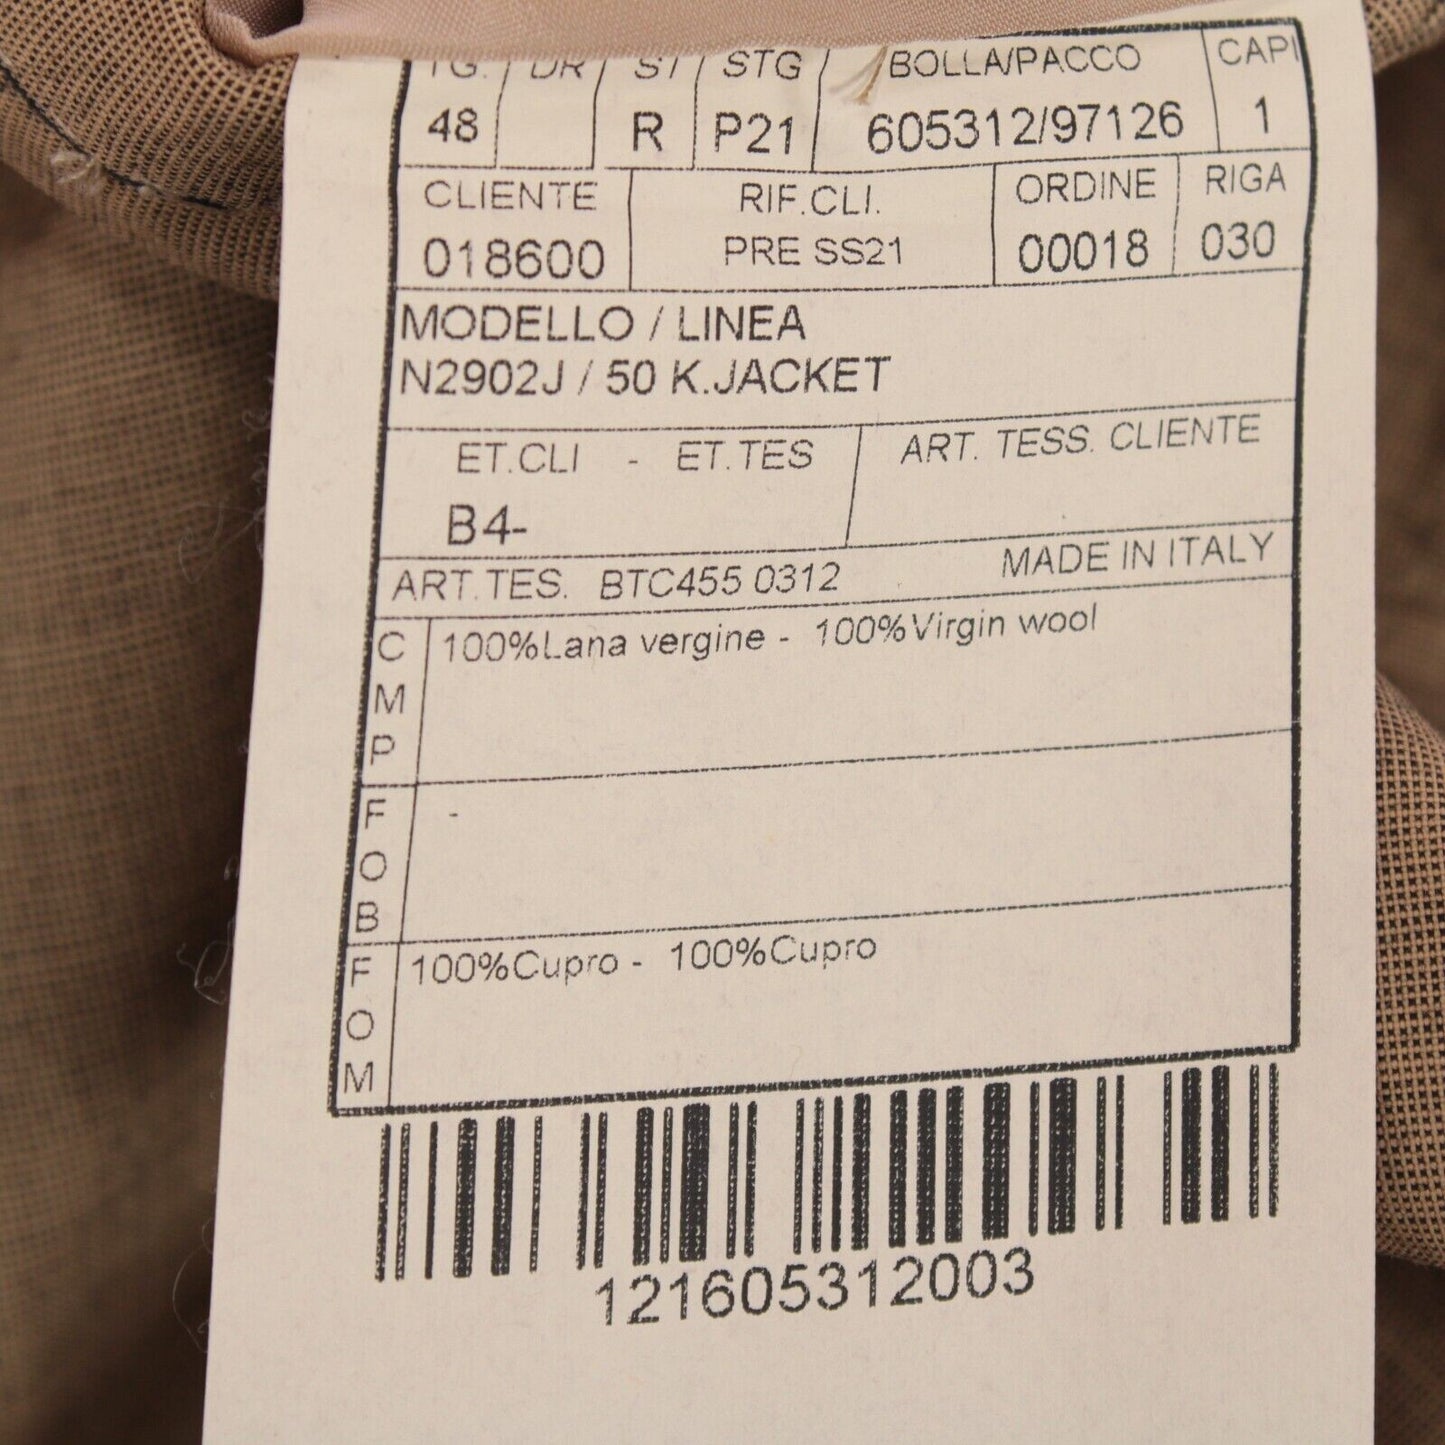 TG. DR ST STG BOLLA/PACCO CAPI
48 R P21 605312/97126 1
CLIENTE RIF.CLI. ORDINE RIGA
018600 PRE SS21 00018 030
MODELLO / LINEA
N2902J / 50 K.JACKET
ET.CLI - ET.TES ART. TESS. CLIENTE
B4-
ART.TES. BTC455 0312 MADE IN ITALY
CMP 100%Lana vergine - 100%Virgin wool
FOB -
FOM 100%Cupro - 100%Cupro
121605312003